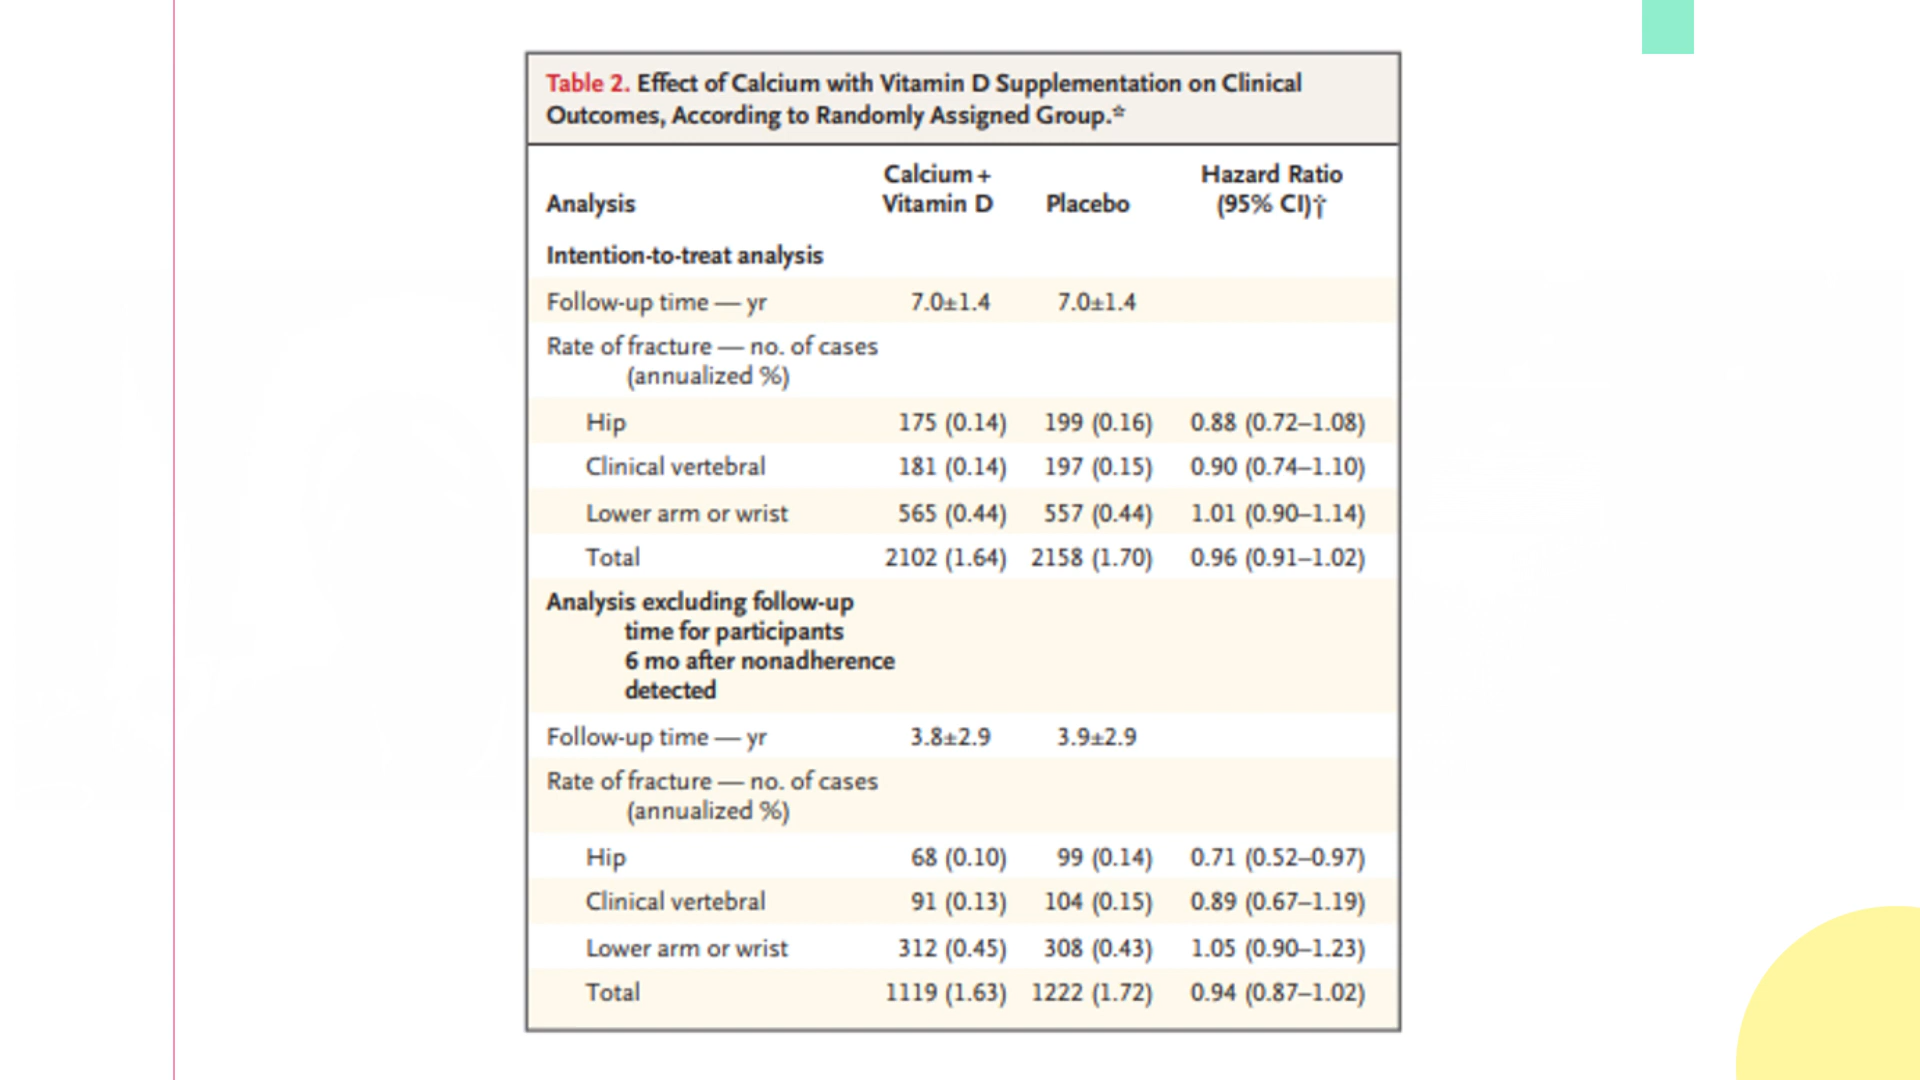 Table 2. Effect of Calcium with Vitamin D Supplementation on Clinical
Outcomes, According to Randomly Assigned Group.*
Analysis Calcium + Vitamin D Placebo Hazard Ratio (95% CI)†
Intention-to-treat analysis
Follow-up time — yr 7.0±1.4 7.0±1.4
Rate of fracture — no. of cases
(annualized %)
Hip 175 (0.14) 199 (0.16) 0.88 (0.72–1.08)
Clinical vertebral 181 (0.14) 197 (0.15) 0.90 (0.74–1.10)
Lower arm or wrist 565 (0.44) 557 (0.44) 1.01 (0.90–1.14)
Total 2102 (1.64) 2158 (1.70) 0.96 (0.91–1.02)
Analysis excluding follow-up
time for participants
6 mo after nonadherence
detected
Follow-up time — yr 3.8±2.9 3.9±2.9
Rate of fracture — no. of cases
(annualized %)
Hip 68 (0.10) 99 (0.14) 0.71 (0.52–0.97)
Clinical vertebral 91 (0.13) 104 (0.15) 0.89 (0.67–1.19)
Lower arm or wrist 312 (0.45) 308 (0.43) 1.05 (0.90–1.23)
Total 1119 (1.63) 1222 (1.72) 0.94 (0.87–1.02)